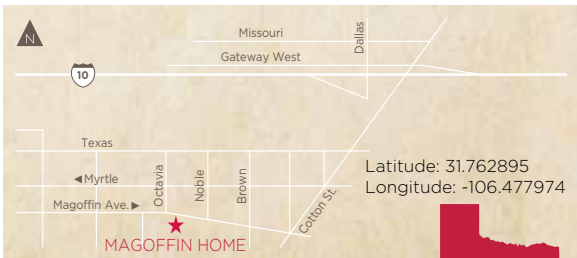 N
Missouri
Dallas
Gateway West
10
Texas
Myrtle
Octavia
Noble
Brown
Magoffin Ave.
Cotton St.
Latitude: 31.762895
Longitude: -106.477974
MAGOFFIN HOME